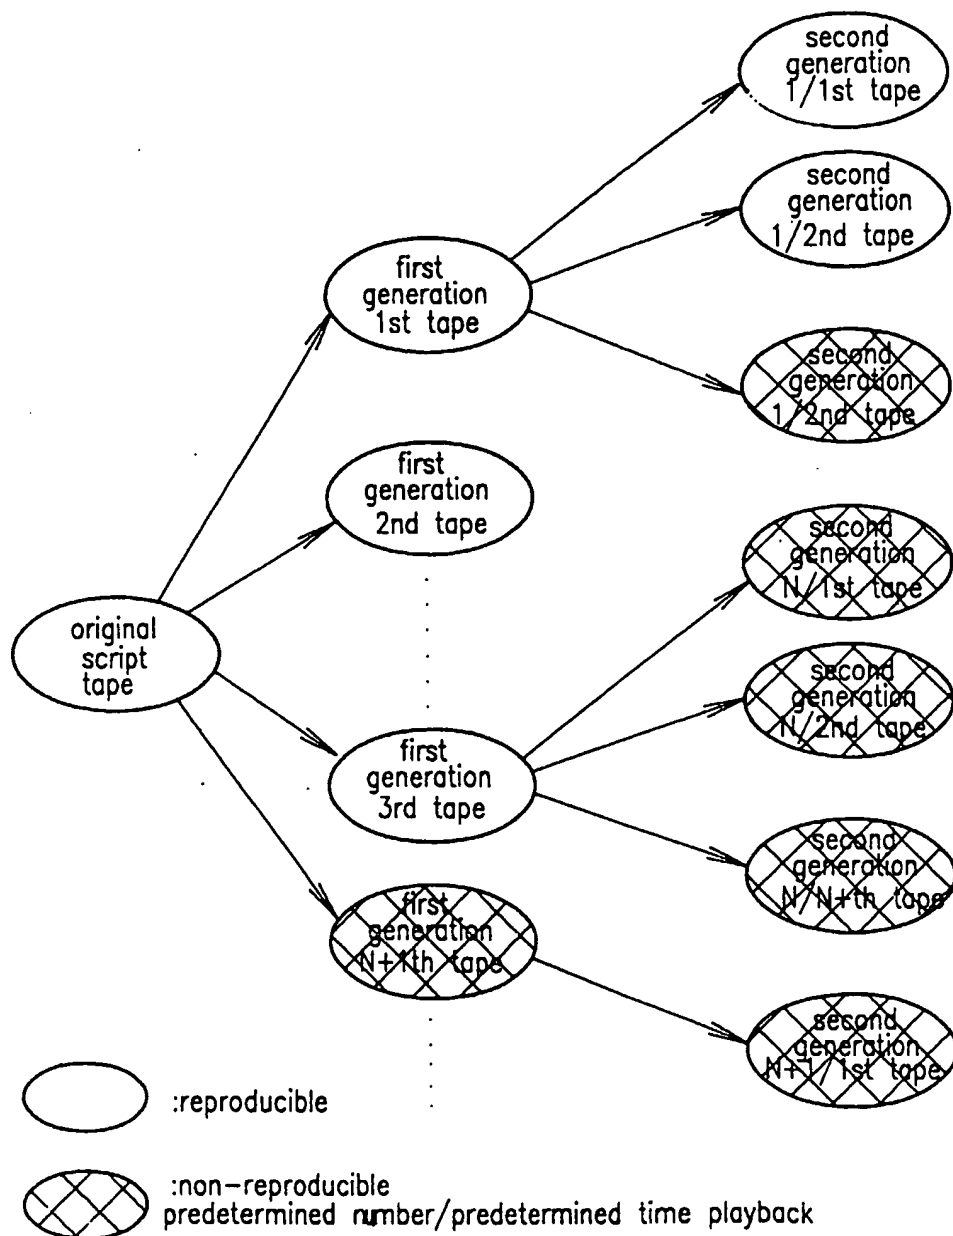 second
generation
1/1st tape
second
generation
1/2nd tape
first
generation
1st tape
second
generation
1/2nd tape
first
generation
2nd tape
second
generation
N/1st tape
original
script
tape
second
generation
N/2nd tape
first
generation
3rd tape
second
generation
N/N+th tape
first
generation
N+1th tape
second
generation
N+1/1st tape
:reproducible
:non-reproducible
predetermined number/predetermined time playback